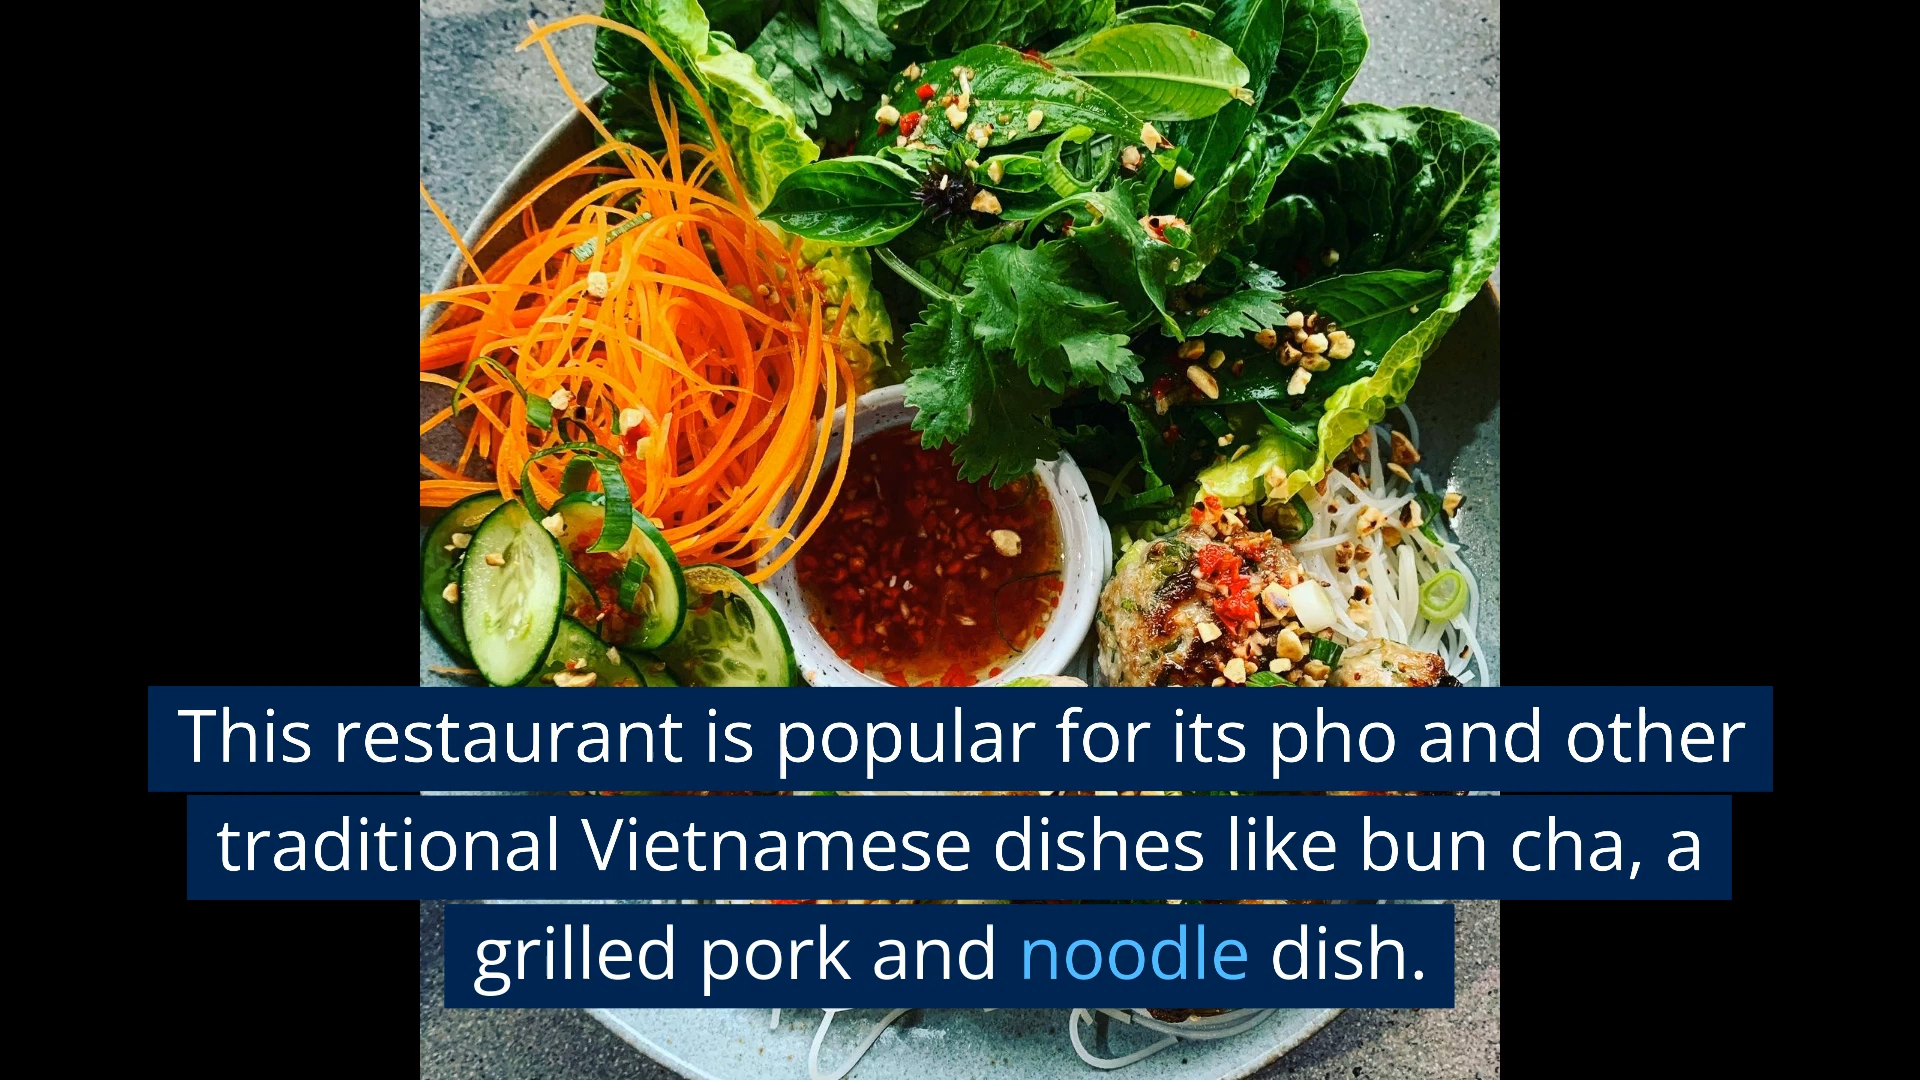 This restaurant is popular for its pho and other
traditional Vietnamese dishes like bun cha, a
grilled pork and noodle dish.